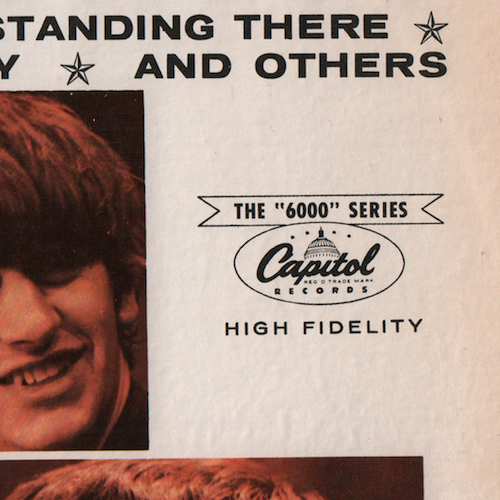 STANDING THERE
Y AND OTHERS
THE "6000" SERIES
Capitol
REG'D TRADE MARK
RECORDS
HIGH FIDELITY